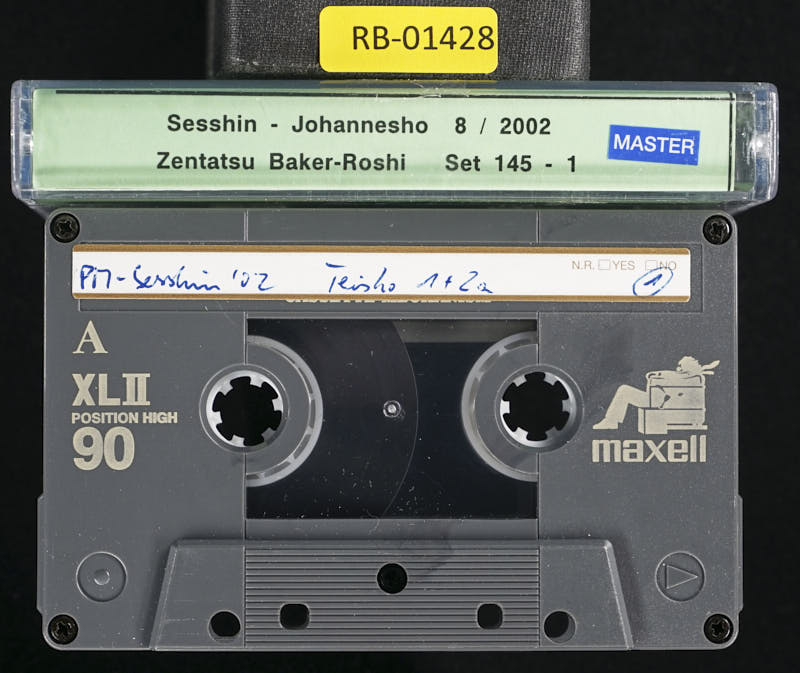 RB-01428
Sesshin - Johannesho 8 / 2002
Zentatsu Baker-Roshi Set 145 - 1
MASTER
PM-Sesshin '02 Teisho 1+2a
N.R. YES NO
1
A
XLII
POSITION HIGH
90
maxell